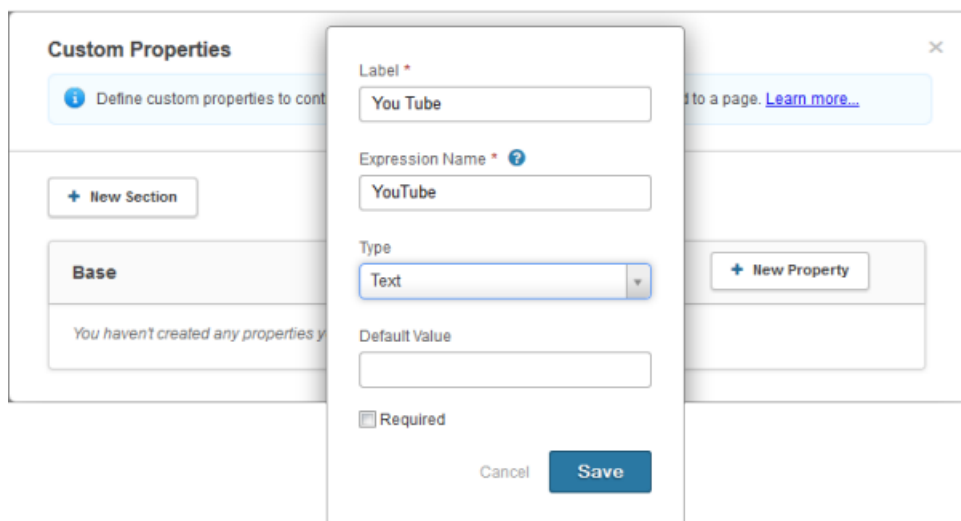 Custom Properties
Define custom properties to cont
d to a page. Learn more...
+ New Section
Base
+ New Property
You haven't created any properties y
Label *
You Tube
Expression Name * ?
YouTube
Type
Text
Default Value
Required
Cancel
Save